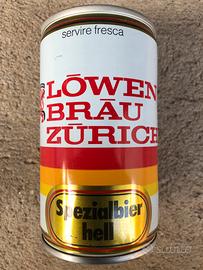 servire fresca
LÖWEN
BRÄU
ZÜRICH
Spezialbier
hell